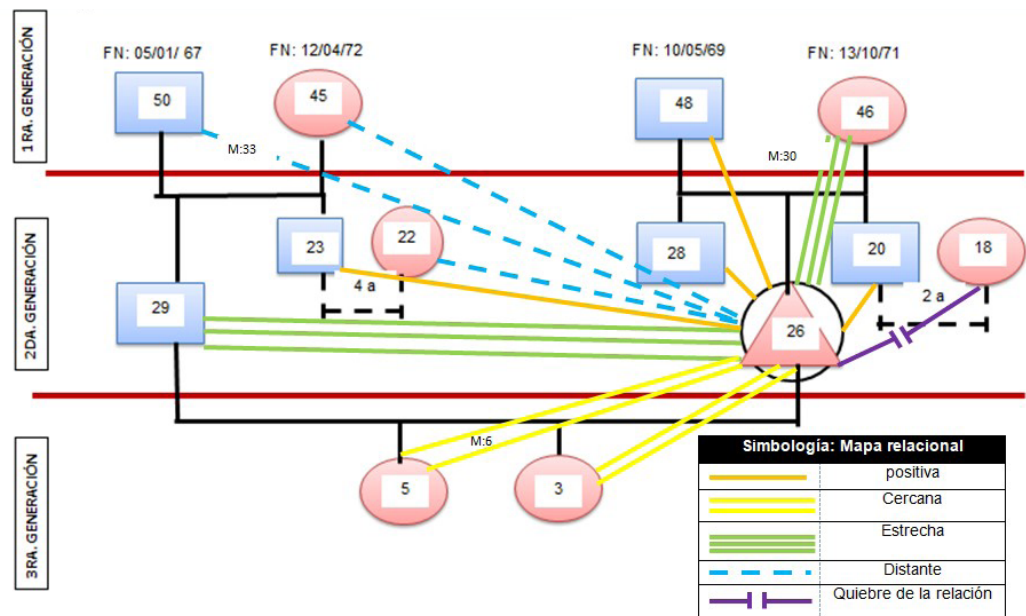 1RA. GENERACIÓN
FN: 05/01/ 67
FN: 12/04/72
FN: 10/05/69
FN: 13/10/71
50
45
48
46
M:33
M:30
2DA. GENERACIÓN
23
22
28
20
18
4 a
2 a
29
26
3RA. GENERACIÓN
M:6
5
3
Simbología: Mapa relacional
positiva
Cercana
Estrecha
Distante
Quiebre de la relación